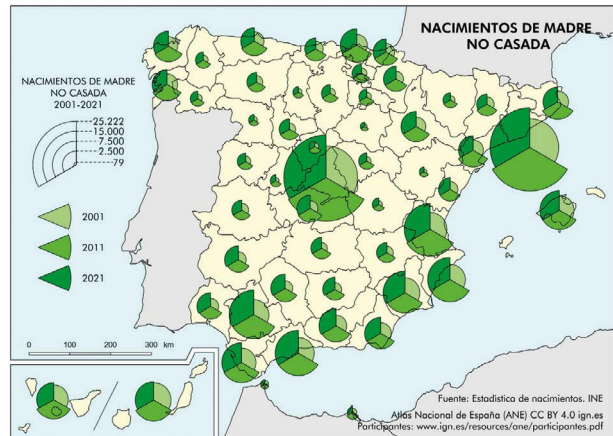 NACIMIENTOS DE MADRE
NO CASADA
NACIMIENTOS DE MADRE
NO CASADA
2001-2021
25.222
15.000
7.500
2.500
79
2001
2011
2021
0 100 200 300 km
Fuente: Estadística de nacimientos. INE
Atlas Nacional de España (ANE) CC BY 4.0 ign.es
Participantes: www.ign.es/resources/ane/participantes.pdf